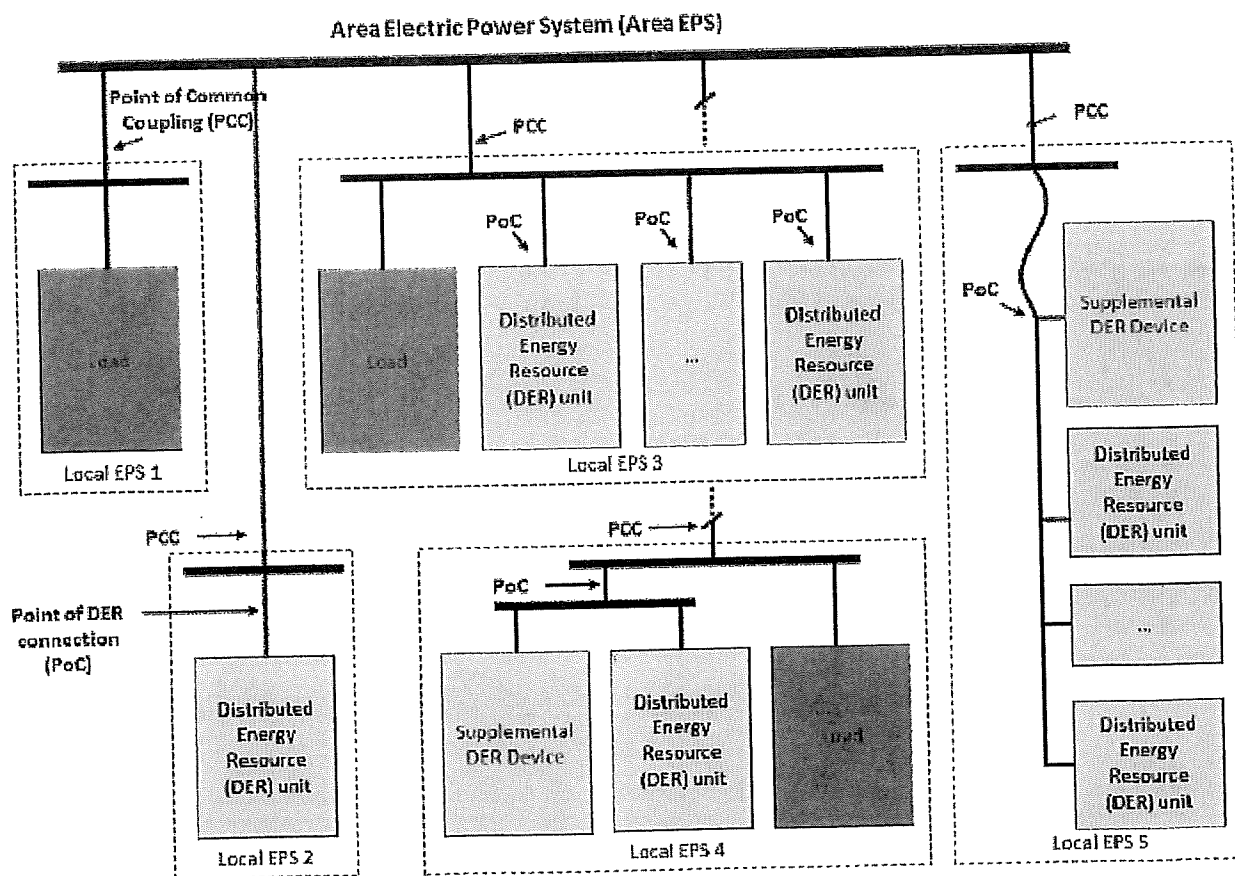 Area Electric Power System (Area EPS)
Point of Common
Coupling (PCC)
PCC
PCC
PoC
PoC
PoC
Load
Local EPS 1
Load
Distributed
Energy
Resource
(DER) unit
...
Distributed
Energy
Resource
(DER) unit
Local EPS 3
PoC
Supplemental
DER Device
Distributed
Energy
Resource
(DER) unit
...
Distributed
Energy
Resource
(DER) unit
Local EPS 5
PCC
Point of DER
connection
(PoC)
Distributed
Energy
Resource
(DER) unit
Local EPS 2
PCC
PoC
Supplemental
DER Device
Distributed
Energy
Resource
(DER) unit
Load
Local EPS 4